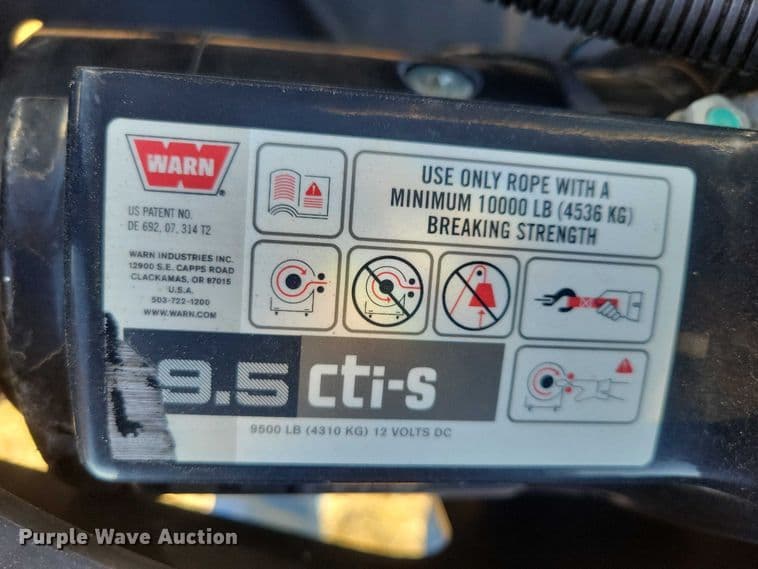 WARN
US PATENT NO.
DE 692, 07, 314 T2
WARN INDUSTRIES INC.
12900 S.E. CAPPS ROAD
CLACKAMAS, OR 97015
U.S.A.
503-722-1200
WWW.WARN.COM
USE ONLY ROPE WITH A
MINIMUM 10000 LB (4536 KG)
BREAKING STRENGTH
9.5 cti-s
9500 LB (4310 KG) 12 VOLTS DC
Purple Wave Auction